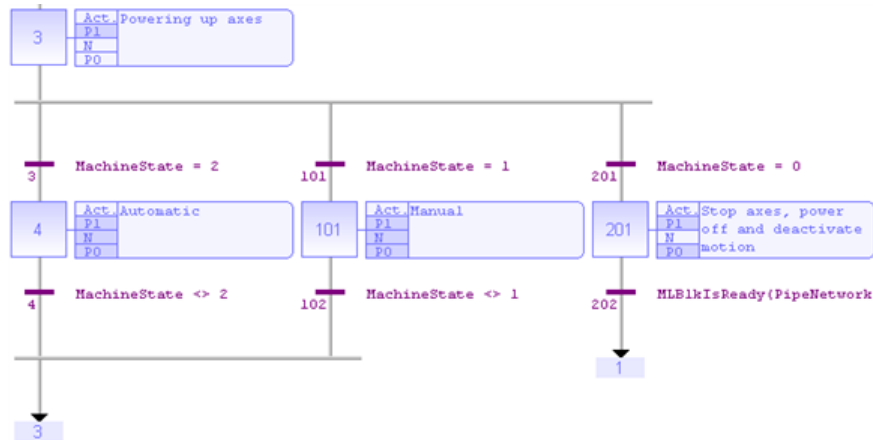 3
Act. Powering up axes
P1
N
P0
3 MachineState = 2
101 MachineState = 1
201 MachineState = 0
4
Act. Automatic
P1
N
P0
101
Act. Manual
P1
N
P0
201
Act. Stop axes, power
P1 off and deactivate
N motion
P0
4 MachineState <> 2
102 MachineState <> 1
202 MLBlkIsReady(PipeNetwork
1
3